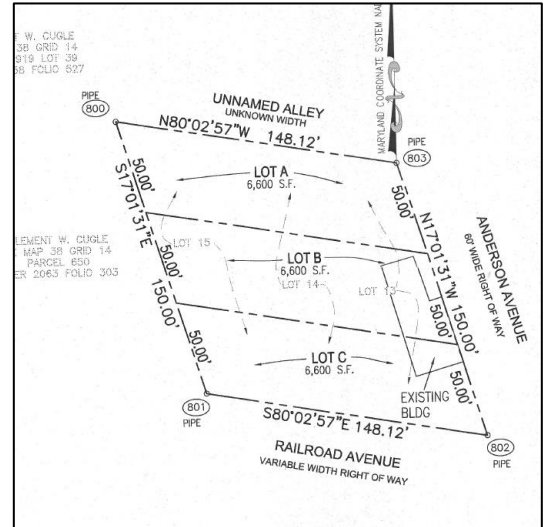 T W. CUGLE
38 GRID 14
919 LOT 39
58 FOLIO 527
MARYLAND COORDINATE SYSTEM NAD
PIPE
800
UNNAMED ALLEY
UNKNOWN WIDTH
N80°02'57"W 148.12'
PIPE
803
50.00'
LOT A
6,600 S.F.
50.00'
S17°01'31"E 150.00'
N17°01'31"W 150.00'
ANDERSON AVENUE
60' WIDE RIGHT OF WAY
LEMENT W. CUGLE
MAP 38 GRID 14
PARCEL 650
ER 2063 FOLIO 303
LOT 15
50.00'
LOT B
6,600 S.F.
LOT 14
LOT 13
50.00'
50.00'
LOT C
6,600 S.F.
50.00'
EXISTING
BLDG
801
PIPE
S80°02'57"E 148.12'
802
PIPE
RAILROAD AVENUE
VARIABLE WIDTH RIGHT OF WAY